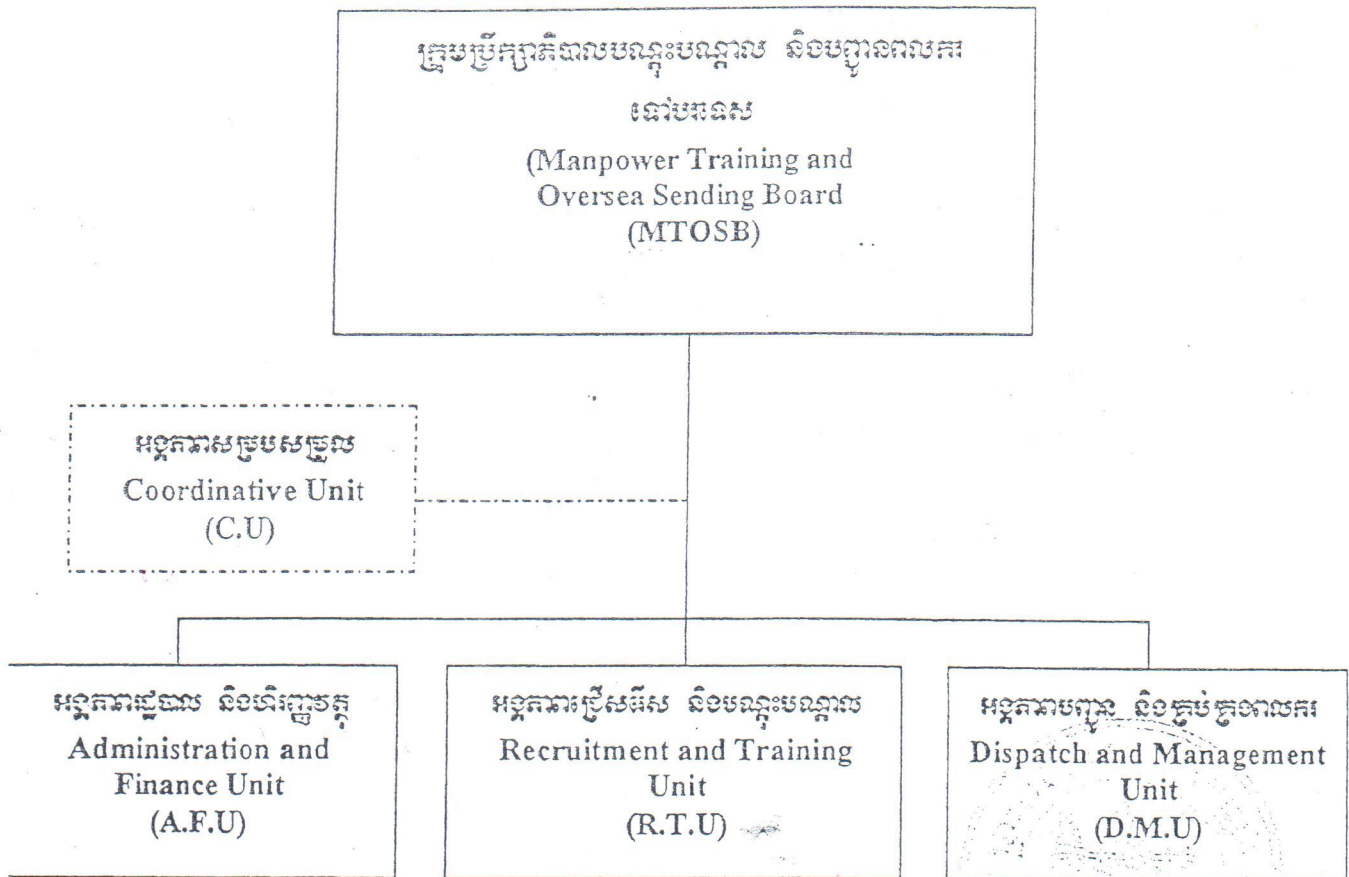 ក្រុមប្រឹក្សាភិបាលបណ្តុះបណ្តាល និងបញ្ជូនពលករ
ទៅបរទេស
(Manpower Training and
Oversea Sending Board
(MTOSB)
អង្គភាពសម្របសម្រួល
Coordinative Unit
(C.U)
អង្គភាពរដ្ឋបាល និងហិរញ្ញវត្ថុ
Administration and
Finance Unit
(A.F.U)
អង្គភាពជ្រើសរើស និងបណ្តុះបណ្តាល
Recruitment and Training
Unit
(R.T.U)
អង្គភាពបញ្ជូន និងគ្រប់គ្រងពលករ
Dispatch and Management
Unit
(D.M.U)